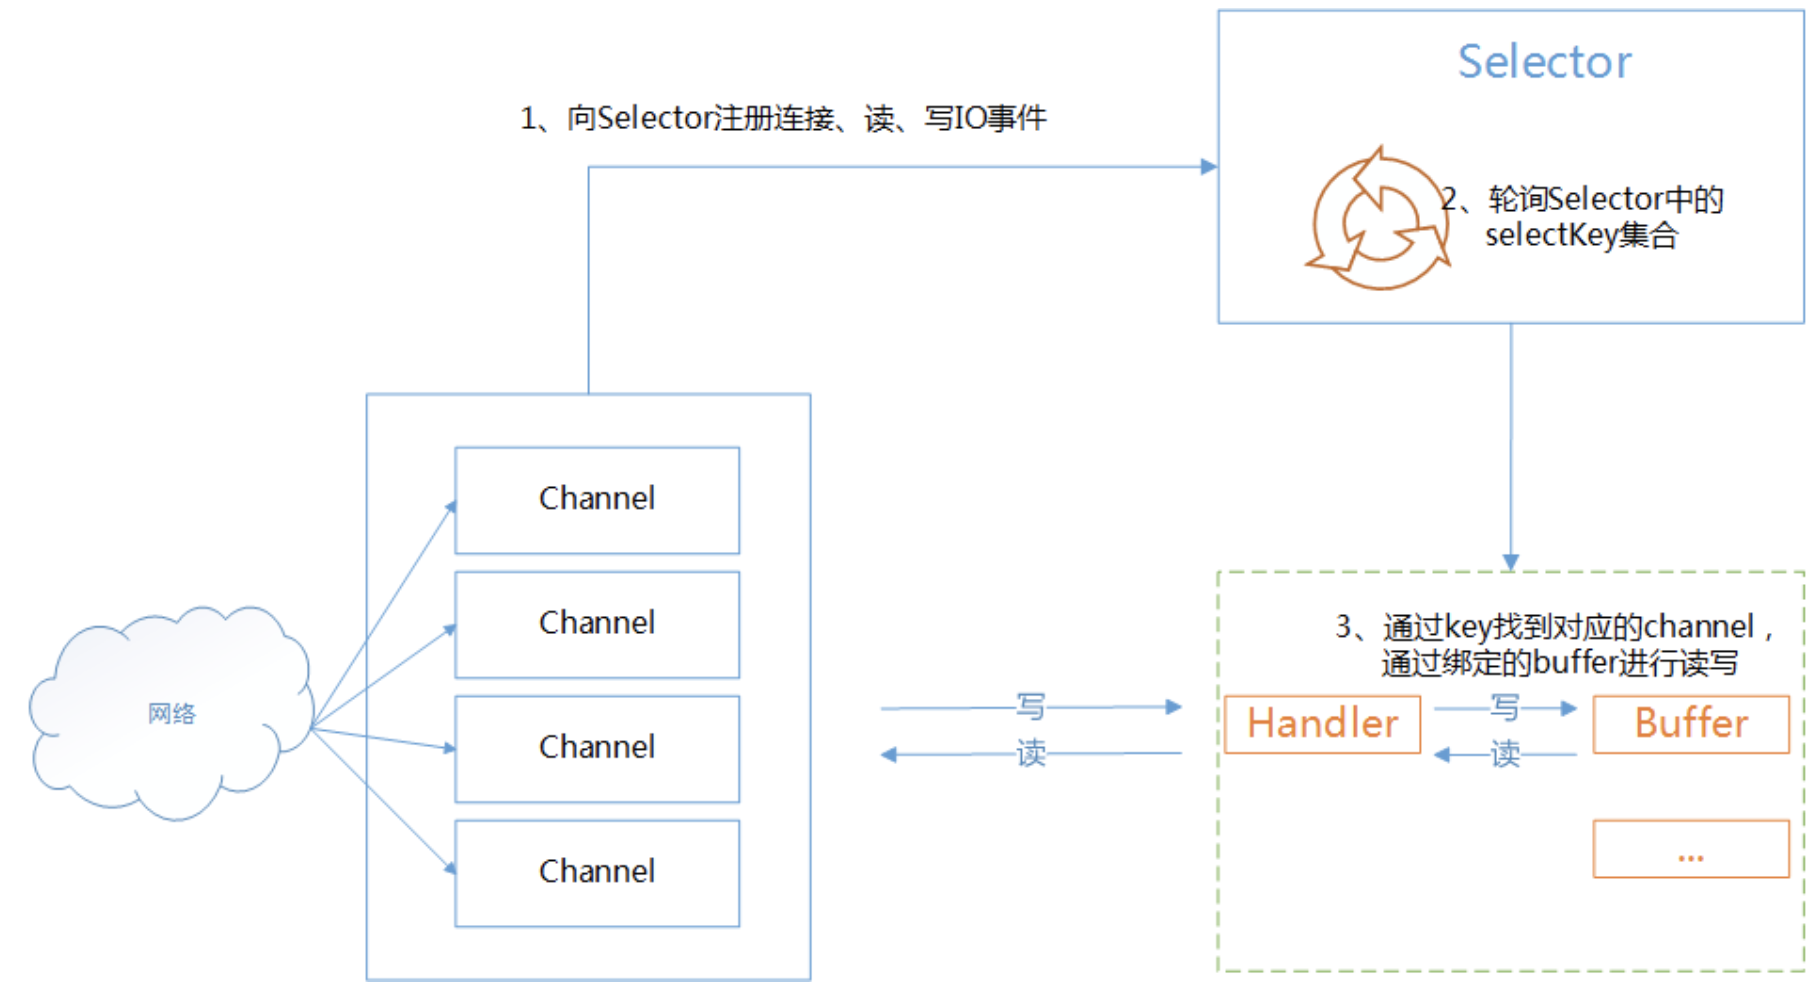 Selector
1、向Selector注册连接、读、写IO事件
2、轮询Selector中的
selectKey集合
Channel
Channel
Channel
Channel
网络
3、通过key找到对应的channel，
通过绑定的buffer进行读写
写
读
Handler
写
读
Buffer
...